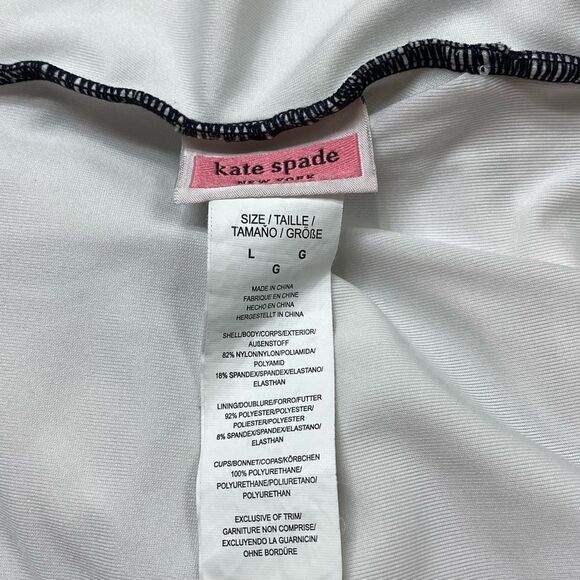 kate spade
NEW YORK
SIZE / TAILLE /
TAMAÑO / GRÖßE
L G
G
MADE IN CHINA
FABRIQUE EN CHINE
HECHO EN CHINA
HERGESTELLT IN CHINA
SHELL/BODY/CORPS/EXTERIOR/
AUßENSTOFF
82% NYLON/NYLON/POLIAMIDA/
POLYAMID
18% SPANDEX/SPANDEX/ELASTANO/
ELASTHAN
LINING/DOUBLURE/FORRO/FUTTER
92% POLYESTER/POLYESTER/
POLIÉSTER/POLYESTER
8% SPANDEX/SPANDEX/ELASTANO/
ELASTHAN
CUPS/BONNET/COPAS/KÖRBCHEN
100% POLYURETHANE/
POLYURETHANE/POLIURETANO/
POLYURETHAN
EXCLUSIVE OF TRIM/
GARNITURE NON COMPRISE/
EXCLUYENDO LA GUARNICIN/
OHNE BORDÜRE